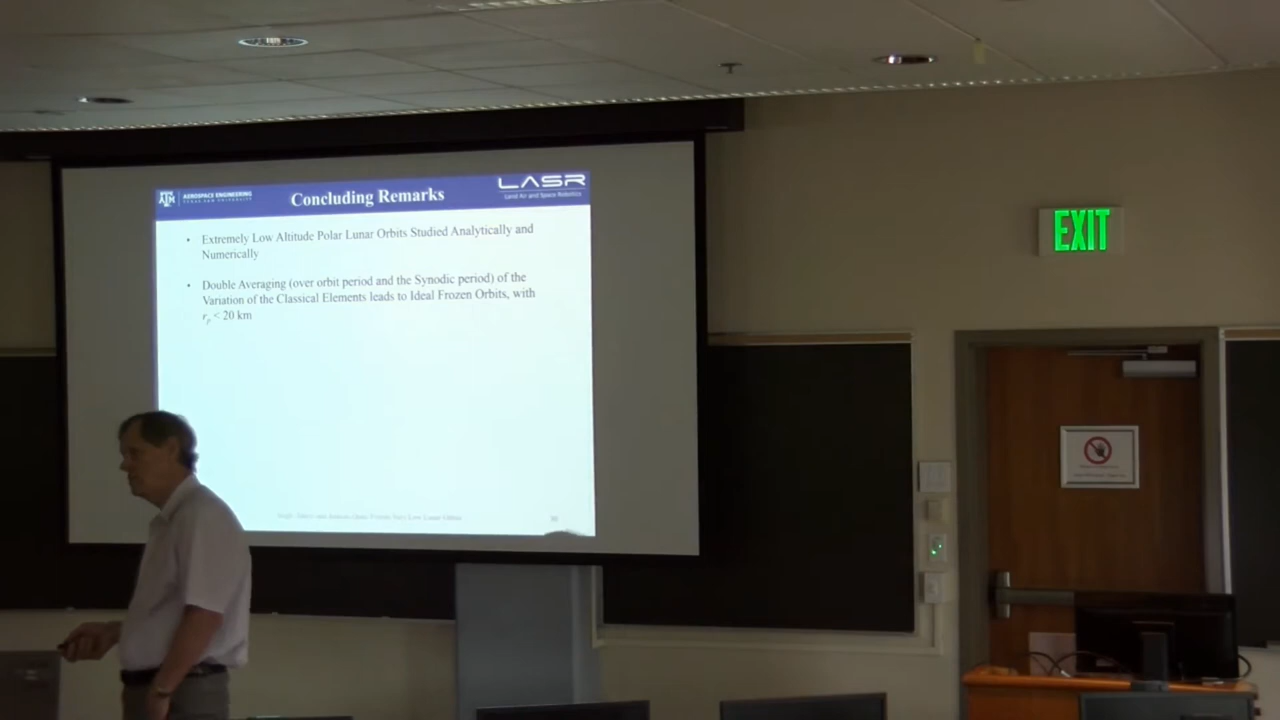 AEROSPACE ENGINEERING
TEXAS A&M UNIVERSITY
Concluding Remarks
LASR
Land Air and Space Robotics
• Extremely Low Altitude Polar Lunar Orbits Studied Analytically and
Numerically
• Double Averaging (over orbit period and the Synodic period) of the
Variation of the Classical Elements leads to Ideal Frozen Orbits, with
rp < 20 km
EXIT